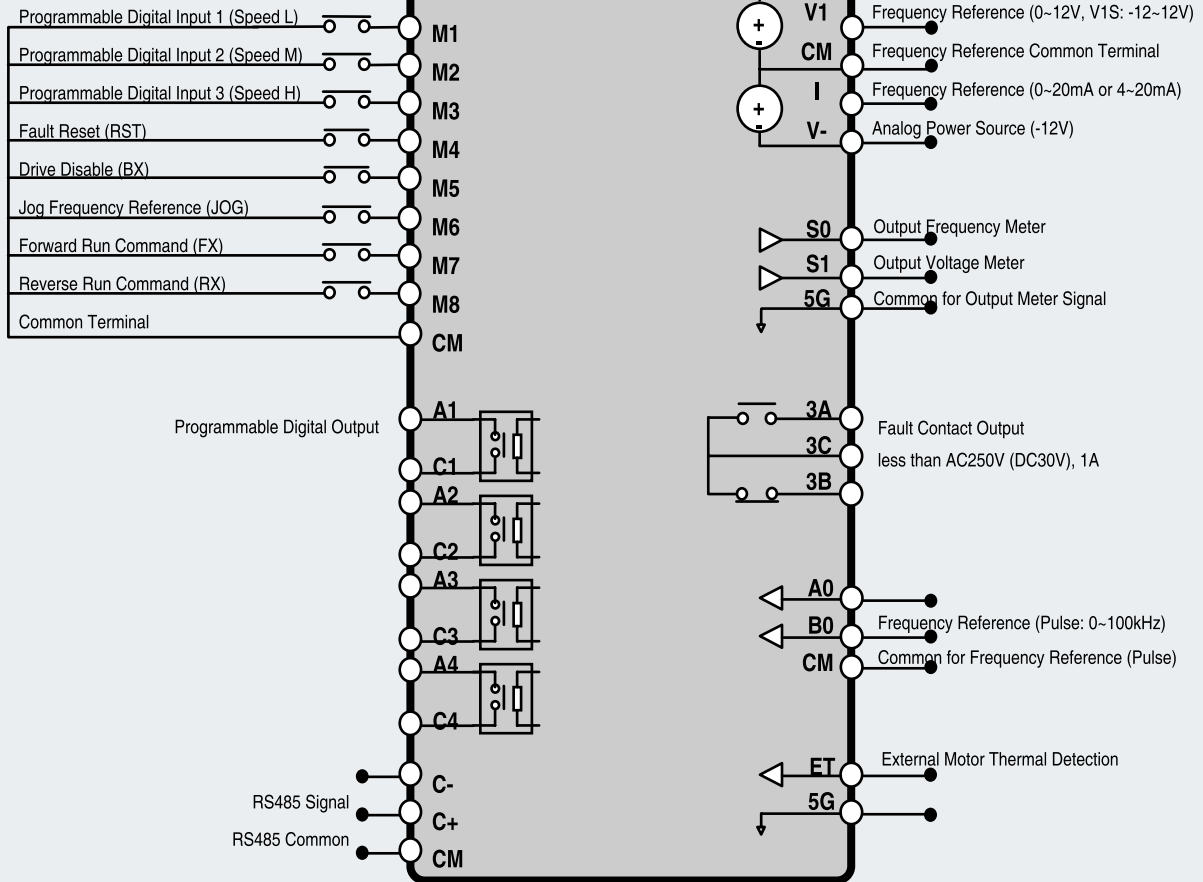 Programmable Digital Input 1 (Speed L)
M1
Programmable Digital Input 2 (Speed M)
M2
Programmable Digital Input 3 (Speed H)
M3
Fault Reset (RST)
M4
Drive Disable (BX)
M5
Jog Frequency Reference (JOG)
M6
Forward Run Command (FX)
M7
Reverse Run Command (RX)
M8
Common Terminal
CM
Programmable Digital Output
A1
C1
A2
C2
A3
C3
A4
C4
C-
RS485 Signal
C+
RS485 Common
CM
+
-
V1
Frequency Reference (0~12V, V1S: -12~12V)
CM
Frequency Reference Common Terminal
+
-
I
Frequency Reference (0~20mA or 4~20mA)
V-
Analog Power Source (-12V)
S0
Output Frequency Meter
S1
Output Voltage Meter
5G
Common for Output Meter Signal
3A
Fault Contact Output
3C
less than AC250V (DC30V), 1A
3B
A0
B0
Frequency Reference (Pulse: 0~100kHz)
CM
Common for Frequency Reference (Pulse)
ET
External Motor Thermal Detection
5G